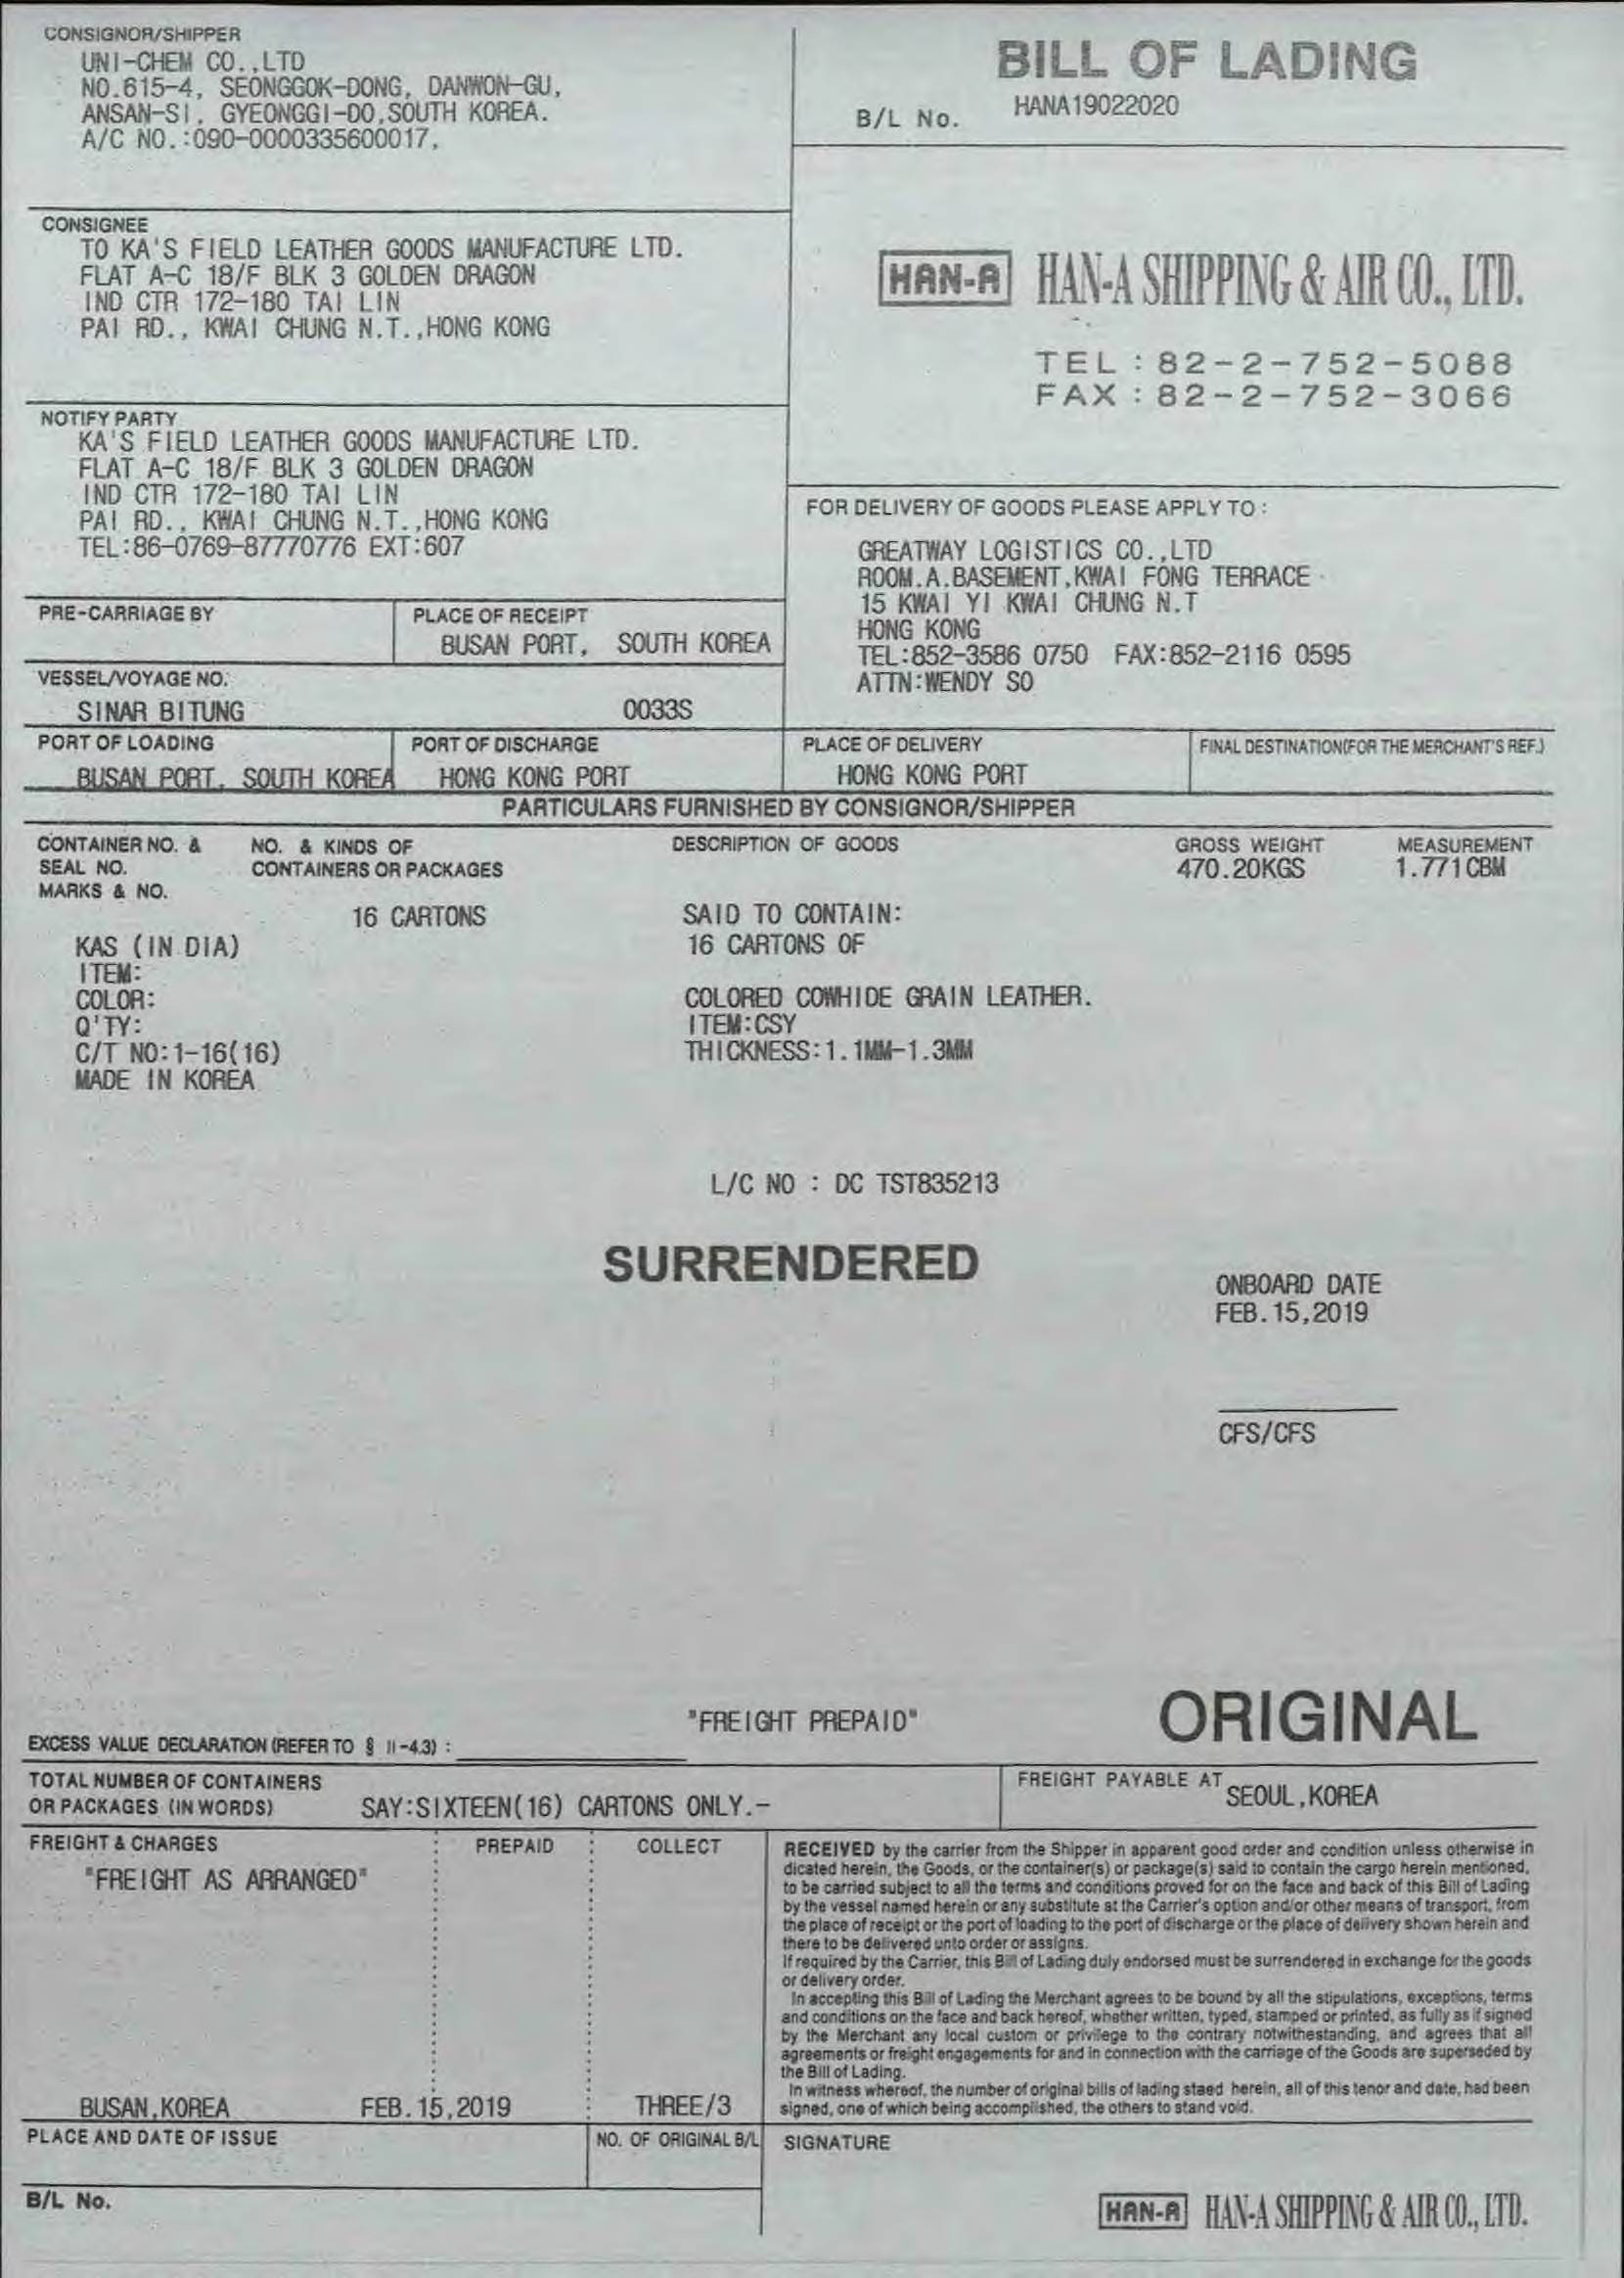 CONSIGNOR/SHIPPER
UNI-CHEM CO.,LTD
NO.615-4, SEONGGOK-DONG, DANWON-GU,
ANSAN-SI, GYEONGGI-DO,SOUTH KOREA.
A/C NO.:090-0000335600017,
BILL OF LADING
B/L No. HANA19022020
CONSIGNEE
TO KA'S FIELD LEATHER GOODS MANUFACTURE LTD.
FLAT A-C 18/F BLK 3 GOLDEN DRAGON
IND CTR 172-180 TAI LIN
PAI RD., KWAI CHUNG N.T.,HONG KONG
HAN-A HAN-A SHIPPING & AIR CO., LTD.
TEL : 82-2-752-5088
FAX : 82-2-752-3066
NOTIFY PARTY
KA'S FIELD LEATHER GOODS MANUFACTURE LTD.
FLAT A-C 18/F BLK 3 GOLDEN DRAGON
IND CTR 172-180 TAI LIN
PAI RD., KWAI CHUNG N.T.,HONG KONG
TEL:86-0769-87770776 EXT:607
FOR DELIVERY OF GOODS PLEASE APPLY TO :
GREATWAY LOGISTICS CO.,LTD
ROOM.A.BASEMENT,KWAI FONG TERRACE
15 KWAI YI KWAI CHUNG N.T
HONG KONG
TEL:852-3586 0750 FAX:852-2116 0595
ATTN:WENDY SO
PRE-CARRIAGE BY
PLACE OF RECEIPT
BUSAN PORT, SOUTH KOREA
VESSEL/VOYAGE NO.
SINAR BITUNG 0033S
PORT OF LOADING
BUSAN PORT, SOUTH KOREA
PORT OF DISCHARGE
HONG KONG PORT
PLACE OF DELIVERY
HONG KONG PORT
FINAL DESTINATION(FOR THE MERCHANT'S REF.)
PARTICULARS FURNISHED BY CONSIGNOR/SHIPPER
CONTAINER NO. & NO. & KINDS OF DESCRIPTION OF GOODS GROSS WEIGHT MEASUREMENT
SEAL NO. CONTAINERS OR PACKAGES 470.20KGS 1.771CBM
MARKS & NO.
16 CARTONS SAID TO CONTAIN:
KAS (IN DIA) 16 CARTONS OF
ITEM:
COLOR: COLORED COWHIDE GRAIN LEATHER.
Q'TY: ITEM:CSY
C/T NO:1-16(16) THICKNESS:1.1MM-1.3MM
MADE IN KOREA
L/C NO : DC TST835213
SURRENDERED
ONBOARD DATE
FEB.15,2019
CFS/CFS
"FREIGHT PREPAID"
ORIGINAL
EXCESS VALUE DECLARATION (REFER TO § II-4.3) :
TOTAL NUMBER OF CONTAINERS
OR PACKAGES (IN WORDS) SAY:SIXTEEN(16) CARTONS ONLY.-
FREIGHT PAYABLE AT SEOUL,KOREA
FREIGHT & CHARGES PREPAID COLLECT
"FREIGHT AS ARRANGED"
RECEIVED by the carrier from the Shipper in apparent good order and condition unless otherwise in
dicated herein, the Goods, or the container(s) or package(s) said to contain the cargo herein mentioned,
to be carried subject to all the terms and conditions proved for on the face and back of this Bill of Lading
by the vessel named herein or any substitute at the Carrier's option and/or other means of transport, from
the place of receipt or the port of loading to the port of discharge or the place of delivery shown herein and
there to be delivered unto order or assigns.
If required by the Carrier, this Bill of Lading duly endorsed must be surrendered in exchange for the goods
or delivery order.
In accepting this Bill of Lading the Merchant agrees to be bound by all the stipulations, exceptions, terms
and conditions on the face and back hereof, whether written, typed, stamped or printed, as fully as if signed
by the Merchant any local custom or privilege to the contrary notwithestanding, and agrees that all
agreements or freight engagements for and in connection with the carriage of the Goods are superseded by
the Bill of Lading.
In witness whereof, the number of original bills of lading staed herein, all of this tenor and date, had been
signed, one of which being accomplished, the others to stand void.
BUSAN,KOREA FEB.15,2019 THREE/3
PLACE AND DATE OF ISSUE NO. OF ORIGINAL B/L SIGNATURE
B/L No.
HAN-A HAN-A SHIPPING & AIR CO., LTD.